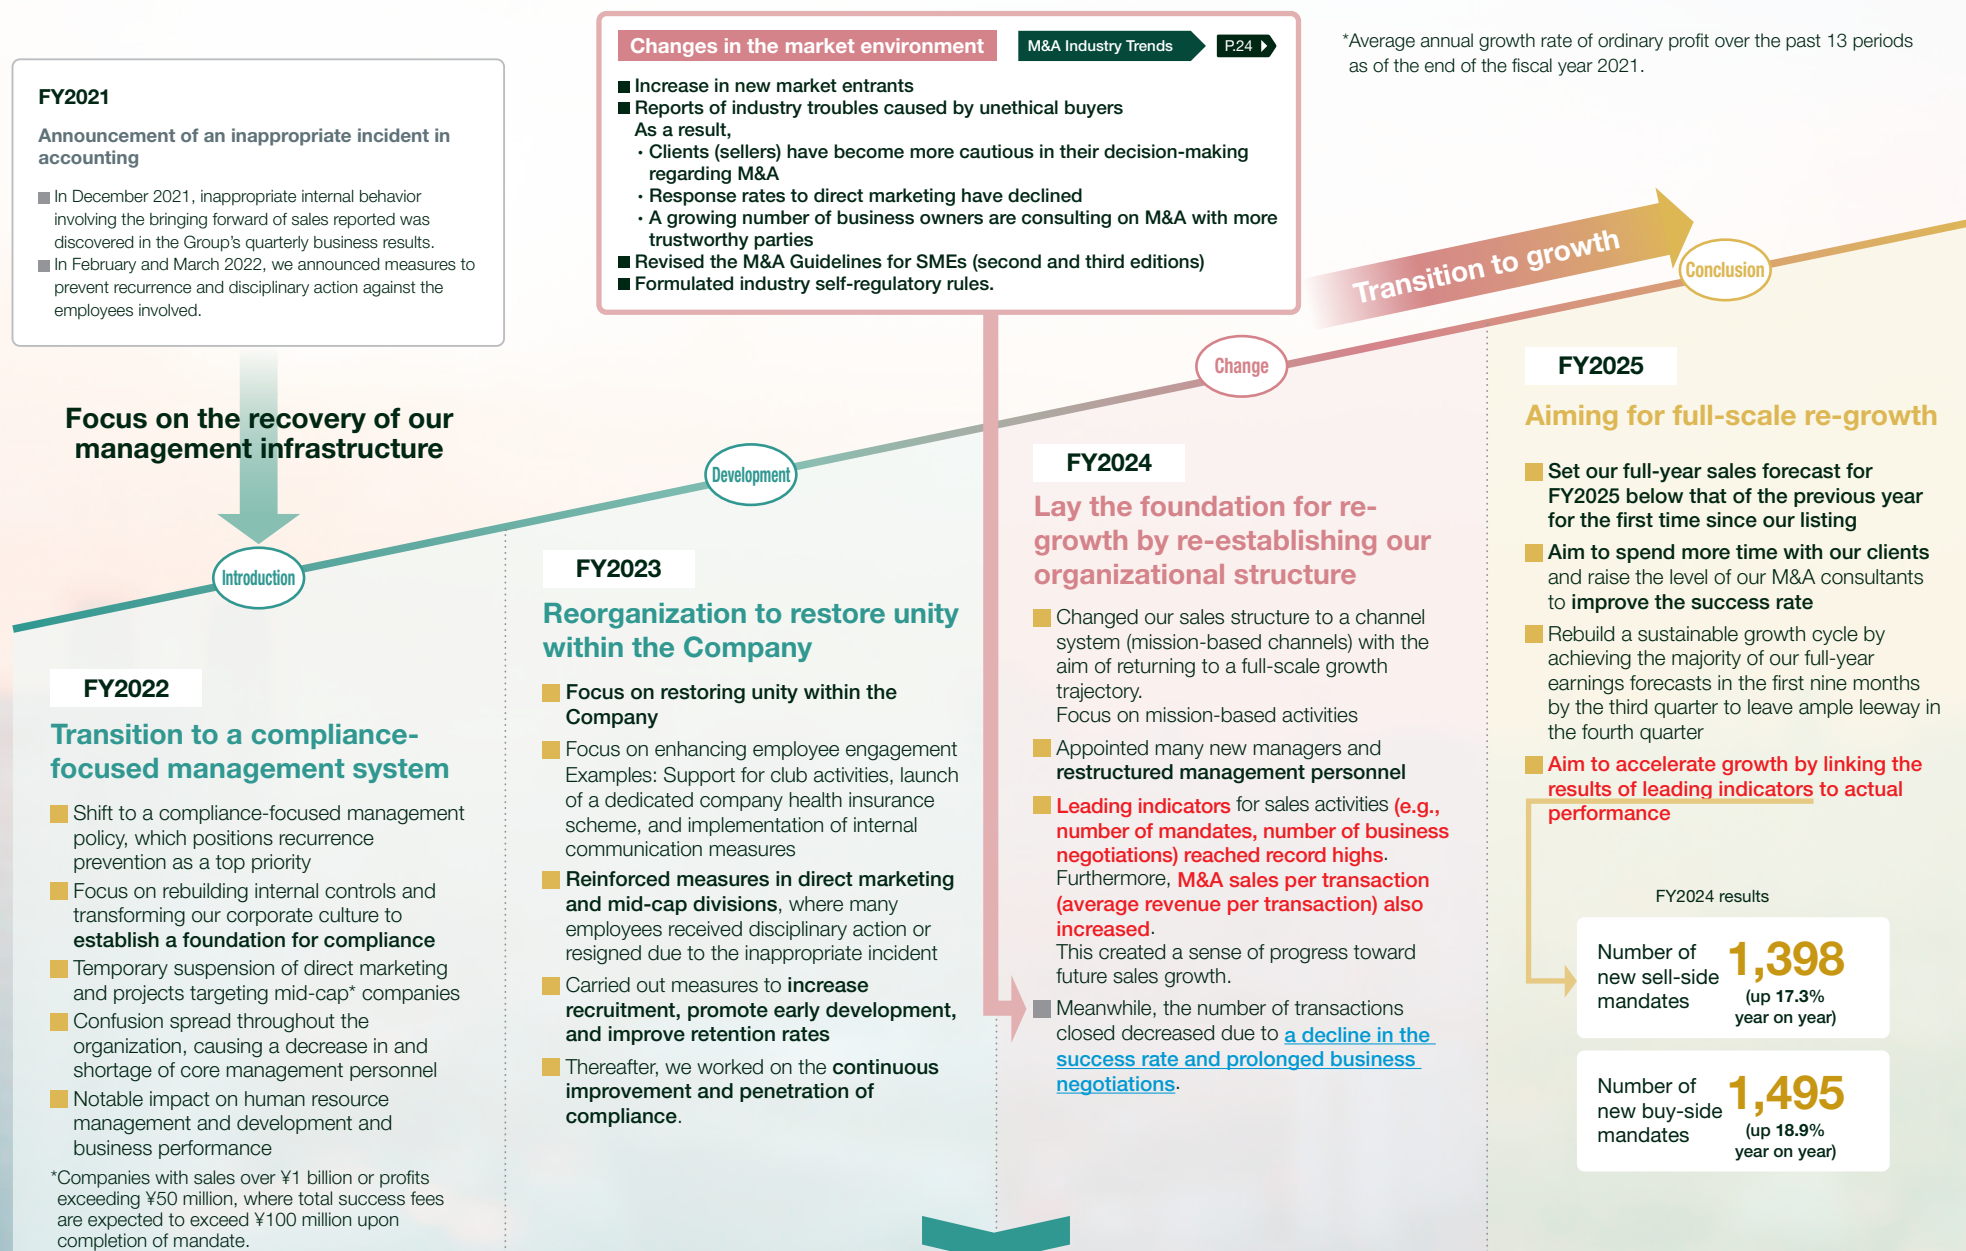 FY2021
Announcement of an inappropriate incident in
accounting
■ In December 2021, inappropriate internal behavior
involving the bringing forward of sales reported was
discovered in the Group's quarterly business results.
■ In February and March 2022, we announced measures to
prevent recurrence and disciplinary action against the
employees involved.
Changes in the market environment
M&A Industry Trends
P.24
■ Increase in new market entrants
■ Reports of industry troubles caused by unethical buyers
As a result,
・Clients (sellers) have become more cautious in their decision-making
regarding M&A
・Response rates to direct marketing have declined
・A growing number of business owners are consulting on M&A with more
trustworthy parties
■ Revised the M&A Guidelines for SMEs (second and third editions)
■ Formulated industry self-regulatory rules.
*Average annual growth rate of ordinary profit over the past 13 periods
as of the end of the fiscal year 2021.
Focus on the recovery of our
management infrastructure
Transition to growth
Introduction
Development
Change
Conclusion
FY2022
Transition to a compliance-
focused management system
■ Shift to a compliance-focused management
policy, which positions recurrence
prevention as a top priority
■ Focus on rebuilding internal controls and
transforming our corporate culture to
establish a foundation for compliance
■ Temporary suspension of direct marketing
and projects targeting mid-cap* companies
■ Confusion spread throughout the
organization, causing a decrease in and
shortage of core management personnel
■ Notable impact on human resource
management and development and
business performance
*Companies with sales over ¥1 billion or profits
exceeding ¥50 million, where total success fees
are expected to exceed ¥100 million upon
completion of mandate.
FY2023
Reorganization to restore unity
within the Company
■ Focus on restoring unity within the
Company
■ Focus on enhancing employee engagement
Examples: Support for club activities, launch
of a dedicated company health insurance
scheme, and implementation of internal
communication measures
■ Reinforced measures in direct marketing
and mid-cap divisions, where many
employees received disciplinary action or
resigned due to the inappropriate incident
■ Carried out measures to increase
recruitment, promote early development,
and improve retention rates
■ Thereafter, we worked on the continuous
improvement and penetration of
compliance.
FY2024
Lay the foundation for re-
growth by re-establishing our
organizational structure
■ Changed our sales structure to a channel
system (mission-based channels) with the
aim of returning to a full-scale growth
trajectory.
Focus on mission-based activities
■ Appointed many new managers and
restructured management personnel
■ Leading indicators for sales activities (e.g.,
number of mandates, number of business
negotiations) reached record highs.
Furthermore, M&A sales per transaction
(average revenue per transaction) also
increased.
This created a sense of progress toward
future sales growth.
■ Meanwhile, the number of transactions
closed decreased due to a decline in the
success rate and prolonged business
negotiations.
FY2025
Aiming for full-scale re-growth
■ Set our full-year sales forecast for
FY2025 below that of the previous year
for the first time since our listing
■ Aim to spend more time with our clients
and raise the level of our M&A consultants
to improve the success rate
■ Rebuild a sustainable growth cycle by
achieving the majority of our full-year
earnings forecasts in the first nine months
by the third quarter to leave ample leeway in
the fourth quarter
■ Aim to accelerate growth by linking the
results of leading indicators to actual
performance
FY2024 results
Number of
new sell-side
mandates
1,398
(up 17.3%
year on year)
Number of
new buy-side
mandates
1,495
(up 18.9%
year on year)